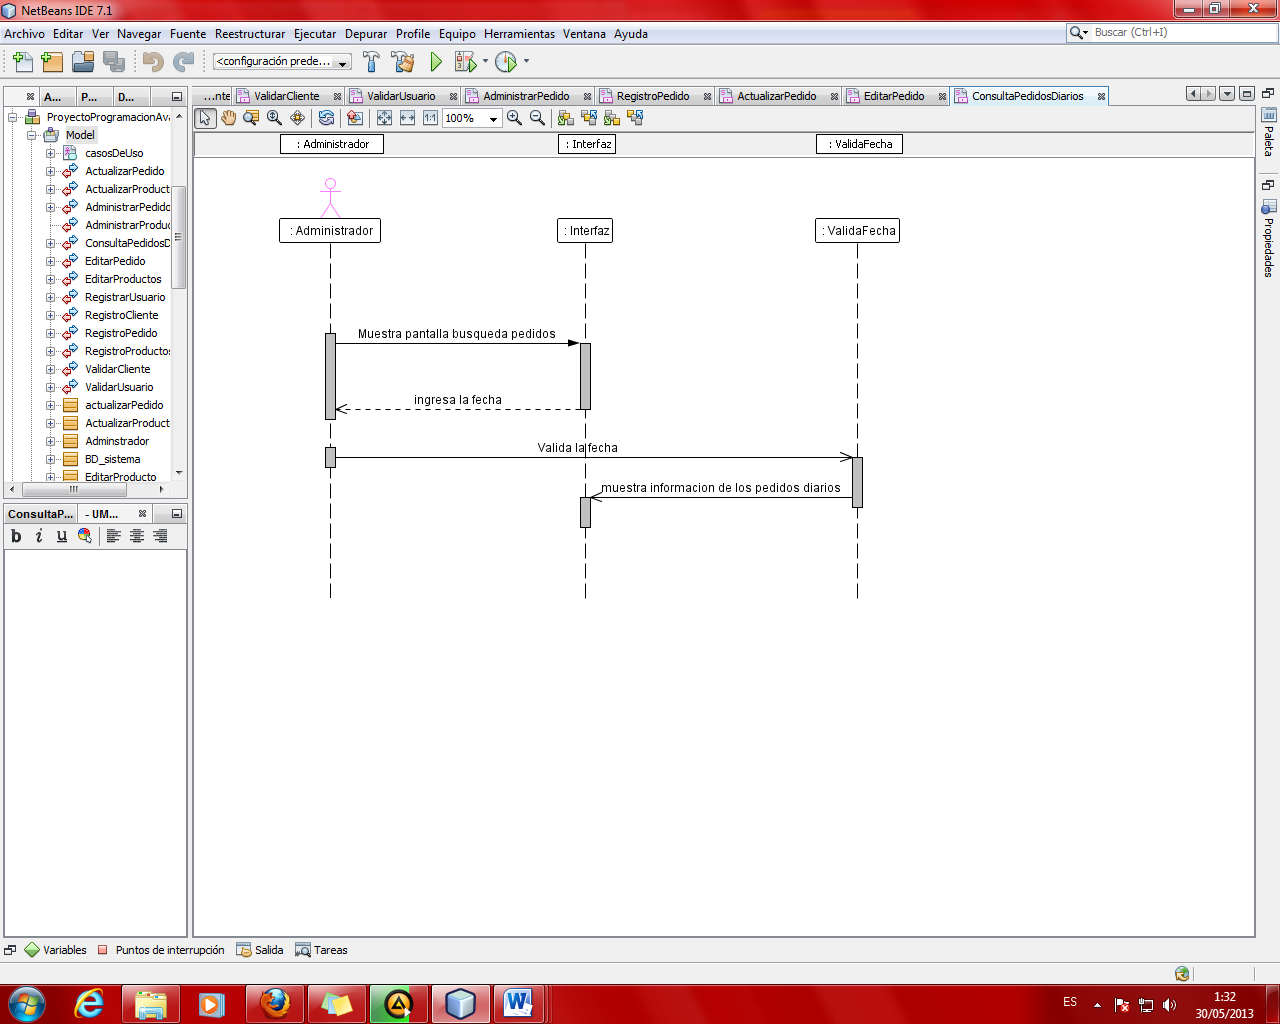 NetBeans IDE 7.1
Archivo Editar Ver Navegar Fuente Reestructurar Ejecutar Depurar Profile Equipo Herramientas Ventana Ayuda
Buscar (Ctrl+I)
<configuración prede...
A... P... D...
...nte ValidarCliente ValidarUsuario AdministrarPedido RegistroPedido ActualizarPedido EditarPedido ConsultaPedidosDiarios
100%
1:1
ProyectoProgramacionAva
Model
casosDeUso
ActualizarPedido
ActualizarProduct
AdministrarPedido
AdministrarProduc
ConsultaPedidosD
EditarPedido
EditarProductos
RegistrarUsuario
RegistroCliente
RegistroPedido
RegistroProductos
ValidarCliente
ValidarUsuario
actualizarPedido
ActualizarProduct
Adminstrador
BD_sistema
EditarProducto
ConsultaP... - UM...
b i u
: Administrador : Interfaz : ValidaFecha
: Administrador : Interfaz : ValidaFecha
Muestra pantalla busqueda pedidos
ingresa la fecha
Valida la fecha
muestra informacion de los pedidos diarios
Paleta
Propiedades
Variables Puntos de interrupción Salida Tareas
ES
1:32
30/05/2013